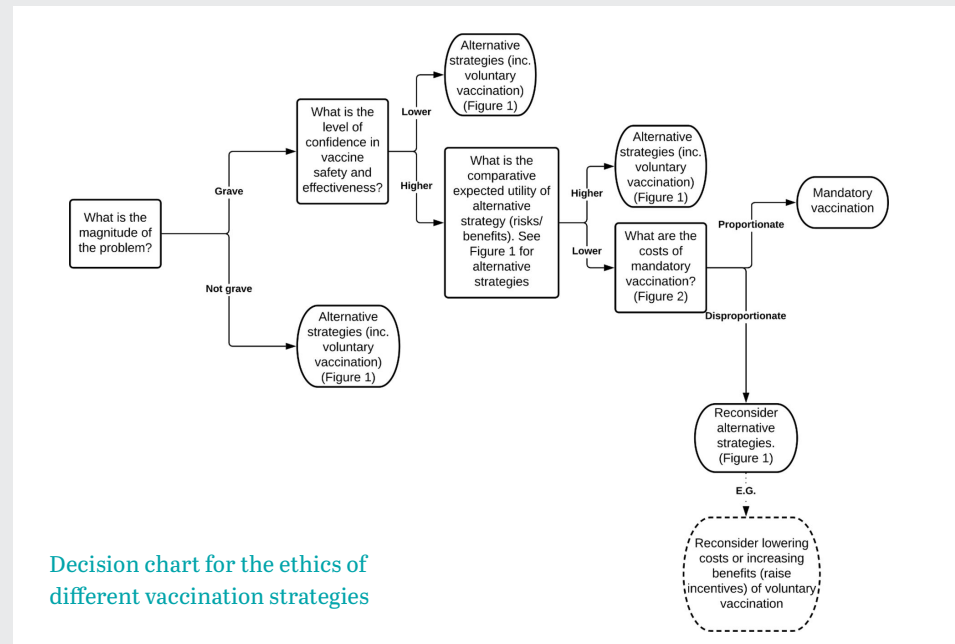 What is the
magnitude of
the problem?
Grave
Not grave
Alternative
strategies (inc.
voluntary
vaccination)
(Figure 1)
What is the
level of
confidence in
vaccine
safety and
effectiveness?
Lower
Higher
Alternative
strategies (inc.
voluntary
vaccination)
(Figure 1)
What is the
comparative
expected utility of
alternative
strategy (risks/
benefits). See
Figure 1 for
alternative
strategies
Higher
Lower
Alternative
strategies (inc.
voluntary
vaccination)
(Figure 1)
What are the
costs of
mandatory
vaccination?
(Figure 2)
Proportionate
Disproportionate
Mandatory
vaccination
Reconsider
alternative
strategies.
(Figure 1)
E.G.
Reconsider lowering
costs or increasing
benefits (raise
incentives) of voluntary
vaccination
Decision chart for the ethics of
different vaccination strategies